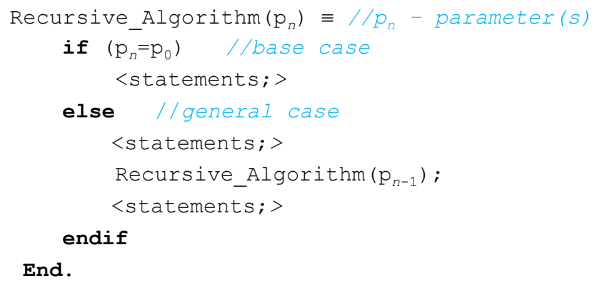 Recursive_Algorithm(pₙ) ≡ //pₙ – parameter(s)
if (pₙ=p₀) //base case
<statements;>
else //general case
<statements;>
Recursive_Algorithm(pₙ₋₁);
<statements;>
endif
End.